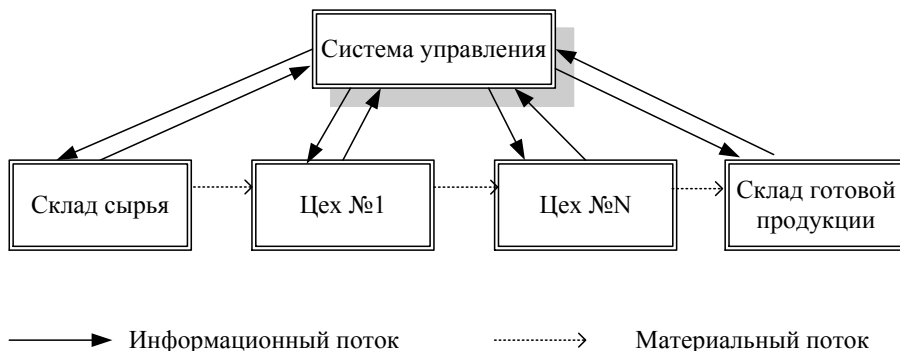 Система управления
Склад сырья
Цех №1
Цех №N
Склад готовой
продукции
Информационный поток
Материальный поток